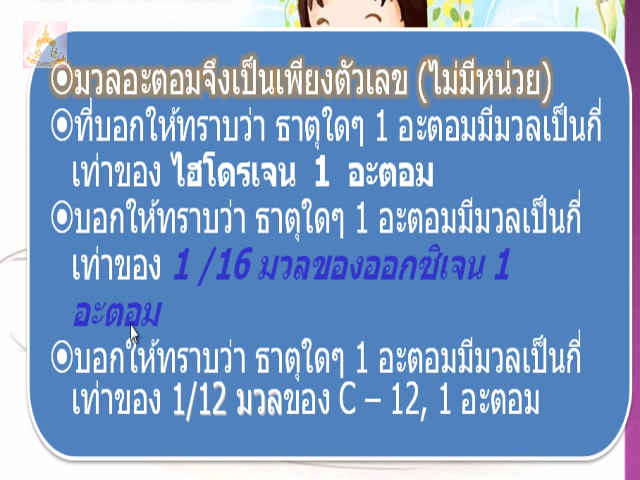 มวลอะตอมจึงเป็นเพียงตัวเลข (ไม่มีหน่วย)
ที่บอกให้ทราบว่า ธาตุใดๆ 1 อะตอมมีมวลเป็นกี่
เท่าของ ไฮโดรเจน 1 อะตอม
บอกให้ทราบว่า ธาตุใดๆ 1 อะตอมมีมวลเป็นกี่
เท่าของ 1 /16 มวลของออกซิเจน 1
อะตอม
บอกให้ทราบว่า ธาตุใดๆ 1 อะตอมมีมวลเป็นกี่
เท่าของ 1/12 มวลของ C – 12, 1 อะตอม